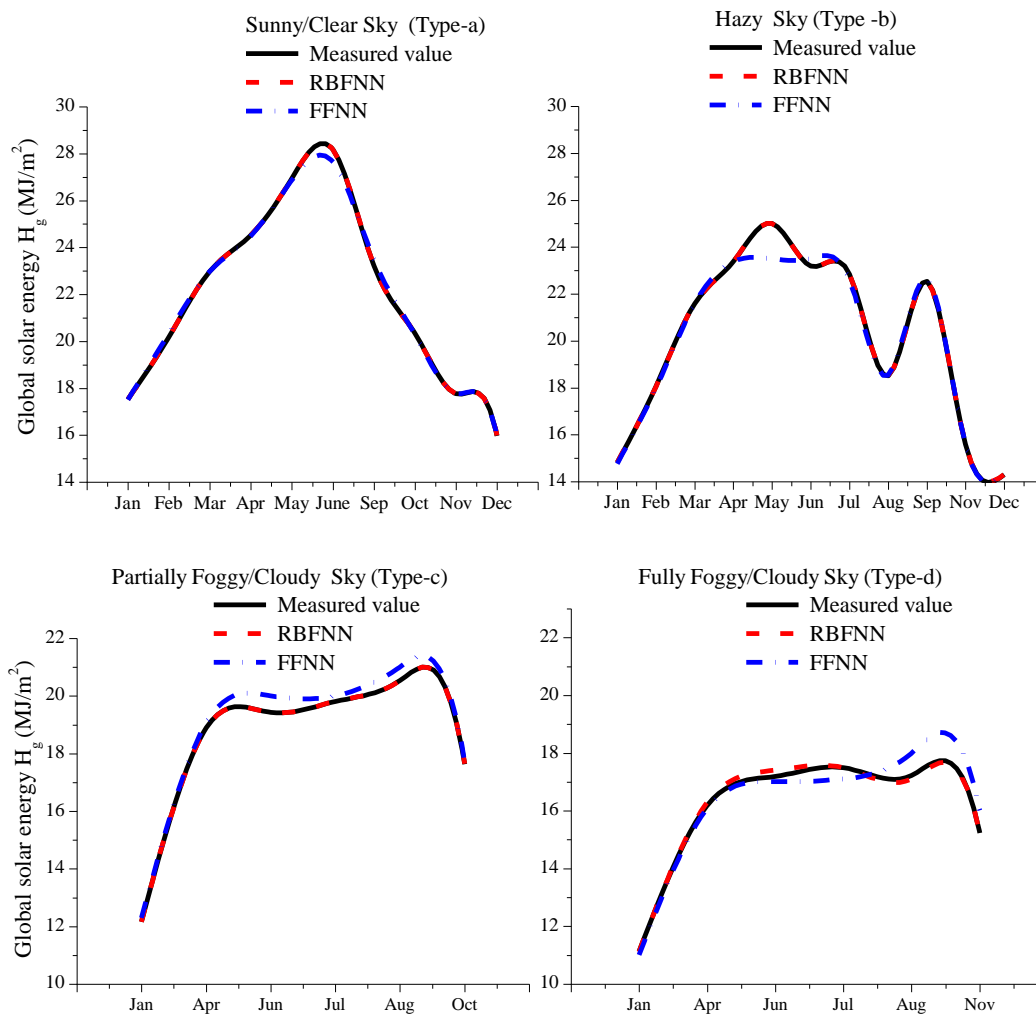 Sunny/Clear Sky (Type-a)
Measured value
RBFNN
FFNN
Global solar energy Hg (MJ/m²)
30
28
26
24
22
20
18
16
14
Jan Feb Mar Apr May June Sep Oct Nov Dec
Hazy Sky (Type -b)
Measured value
RBFNN
FFNN
30
28
26
24
22
20
18
16
14
Jan Feb Mar Apr May Jun Jul Aug Sep Nov Dec
Partially Foggy/Cloudy Sky (Type-c)
Measured value
RBFNN
FFNN
Global solar energy Hg (MJ/m²)
22
20
18
16
14
12
10
Jan Apr Jun Jul Aug Oct
Fully Foggy/Cloudy Sky (Type-d)
Measured value
RBFNN
FFNN
22
20
18
16
14
12
10
Jan Apr Jun Jul Aug Nov